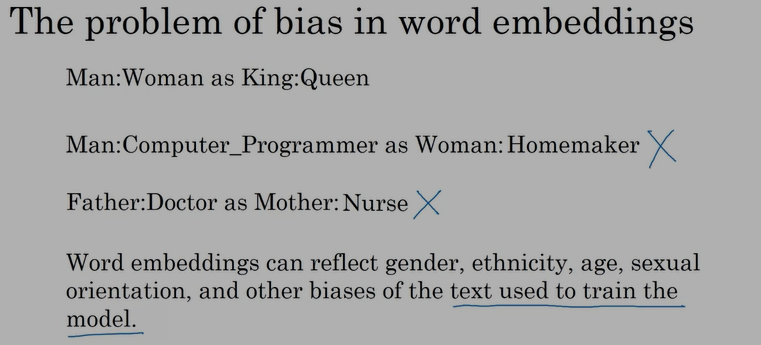 The problem of bias in word embeddings
Man:Woman as King:Queen
Man:Computer_Programmer as Woman:Homemaker
Father:Doctor as Mother:Nurse
Word embeddings can reflect gender, ethnicity, age, sexual
orientation, and other biases of the text used to train the
model.